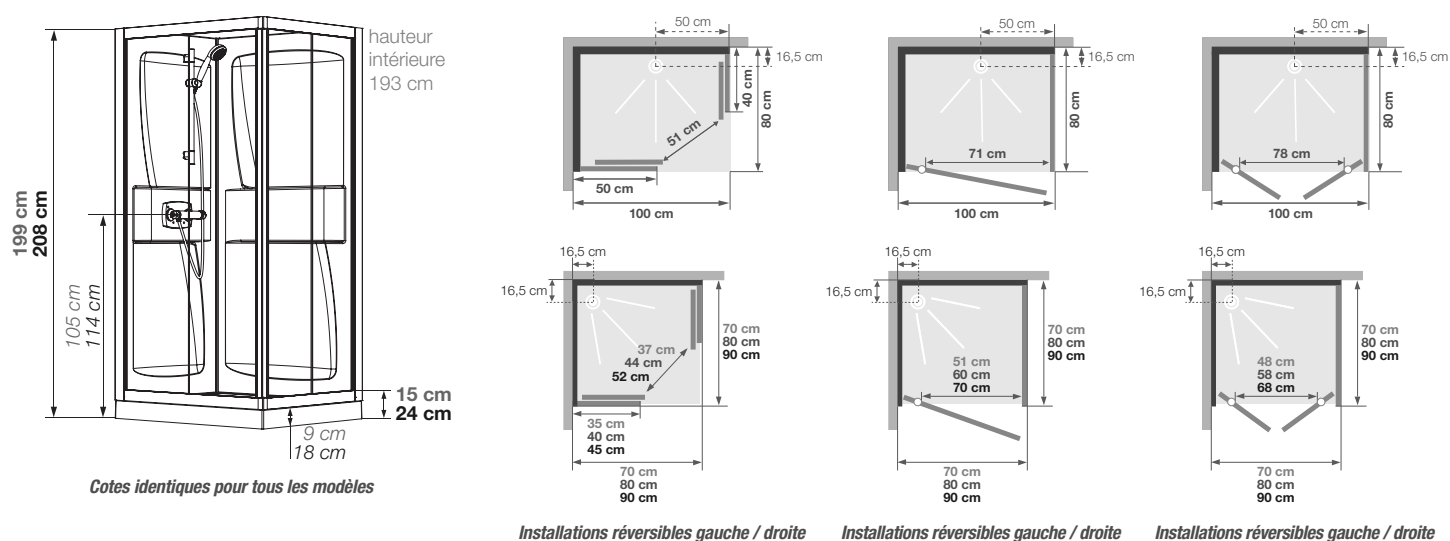 hauteur
intérieure
193 cm
199 cm
208 cm
105 cm
114 cm
15 cm
24 cm
9 cm
18 cm
Cotes identiques pour tous les modèles
50 cm
16,5 cm
40 cm
80 cm
51 cm
50 cm
100 cm
50 cm
16,5 cm
80 cm
71 cm
100 cm
50 cm
16,5 cm
80 cm
78 cm
100 cm
16,5 cm
16,5 cm
70 cm
80 cm
90 cm
37 cm
44 cm
52 cm
35 cm
40 cm
45 cm
70 cm
80 cm
90 cm
Installations réversibles gauche / droite
16,5 cm
16,5 cm
70 cm
80 cm
90 cm
51 cm
60 cm
70 cm
70 cm
80 cm
90 cm
Installations réversibles gauche / droite
16,5 cm
16,5 cm
70 cm
80 cm
90 cm
48 cm
58 cm
68 cm
70 cm
80 cm
90 cm
Installations réversibles gauche / droite